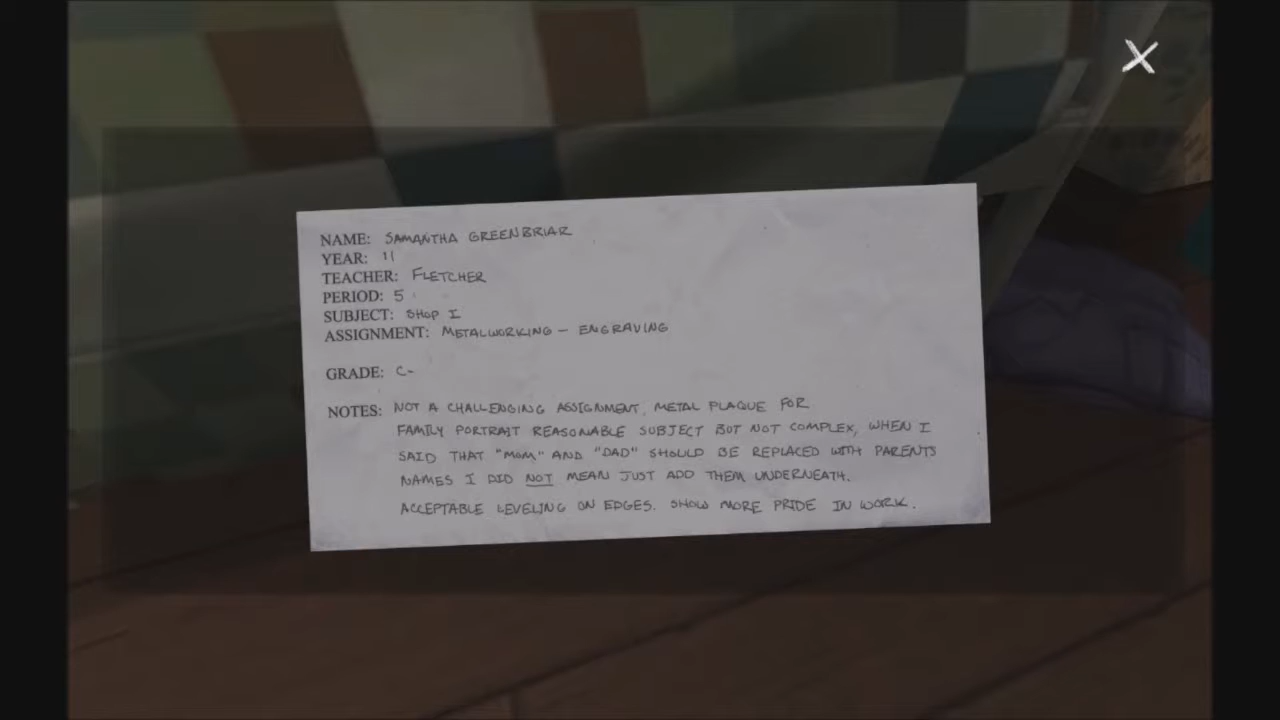 NAME: SAMANTHA GREENBRIAR
YEAR: 11
TEACHER: FLETCHER
PERIOD: 5
SUBJECT: SHOP I
ASSIGNMENT: METALWORKING - ENGRAVING
GRADE: C-
NOTES: NOT A CHALLENGING ASSIGNMENT. METAL PLAQUE FOR
FAMILY PORTRAIT REASONABLE SUBJECT BUT NOT COMPLEX, WHEN I
SAID THAT "MOM" AND "DAD" SHOULD BE REPLACED WITH PARENTS
NAMES I DID NOT MEAN JUST ADD THEM UNDERNEATH.
ACCEPTABLE LEVELING ON EDGES. SHOW MORE PRIDE IN WORK.